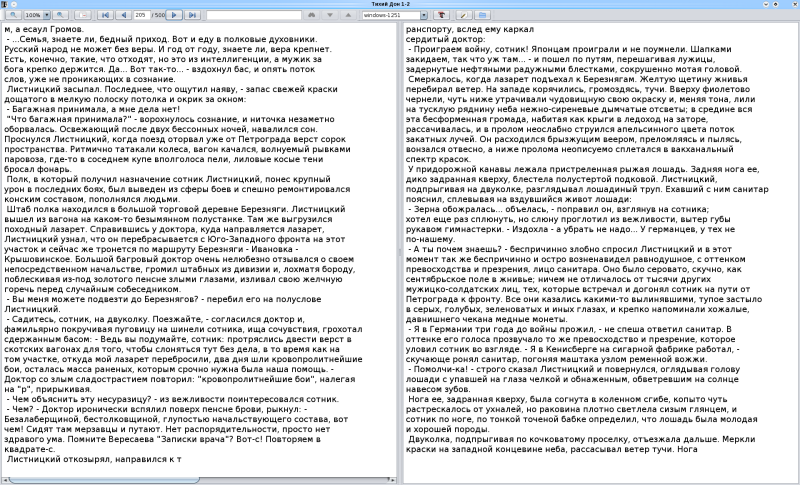 Тихий Дон 1-2
100%
205 / 500
windows-1251
м, а есаул Громов.
- ...Семья, знаете ли, бедный приход. Вот и еду в полковые духовники.
Русский народ не может без веры. И год от году, знаете ли, вера крепнет.
Есть, конечно, такие, что отходят, но это из интеллигенции, а мужик за
бога крепко держится. Да... Вот так-то... - вздохнул бас, и опять поток
слов, уже не проникающих в сознание.
Листницкий засыпал. Последнее, что ощутил наяву, - запас свежей краски
дощатого в мелкую полоску потолка и окрик за окном:
- Багажная принимала, а мне дела нет!
"Что багажная принимала?" - ворохнулось сознание, и ниточка незаметно
оборвалась. Освежающий после двух бессонных ночей, навалился сон.
Проснулся Листницкий, когда поезд оторвал уже от Петрограда верст сорок
пространства. Ритмично татакали колеса, вагон качался, волнуемый рывками
паровоза, где-то в соседнем купе вполголоса пели, лиловые косые тени
бросал фонарь.
Полк, в который получил назначение сотник Листницкий, понес крупный
урон в последних боях, был выведен из сферы боев и спешно ремонтировался
конским составом, пополнялся людьми.
Штаб полка находился в большой торговой деревне Березняги. Листницкий
вышел из вагона на каком-то безымянном полустанке. Там же выгрузился
походный лазарет. Справившись у доктора, куда направляется лазарет,
Листницкий узнал, что он перебрасывается с Юго-Западного фронта на этот
участок и сейчас же тронется по маршруту Березняги - Ивановка -
Крышовинское. Большой багровый доктор очень нелюбезно отзывался о своем
непосредственном начальстве, громил штабных из дивизии и, лохматя бороду,
поблескивая из-под золотого пенсне злыми глазами, изливал свою желчную
горечь перед случайным собеседником.
- Вы меня можете подвезти до Березнягов? - перебил его на полуслове
Листницкий.
- Садитесь, сотник, на двуколку. Поезжайте, - согласился доктор и,
фамильярно покручивая пуговицу на шинели сотника, ища сочувствия, грохотал
сдержанным басом: - Ведь вы подумайте, сотник: протряслись двести верст в
скотских вагонах для того, чтобы слоняться тут без дела, в то время как на
том участке, откуда мой лазарет перебросили, два дня шли кровопролитнейшие
бои, осталась масса раненых, которым срочно нужна была наша помощь. -
Доктор со злым сладострастием повторил: "кровопролитнейшие бои", налегая
на "р", прирыкивая.
- Чем объяснить эту несуразицу? - из вежливости поинтересовался сотник.
- Чем? - Доктор иронически вспялил поверх пенсне брови, рыкнул: -
Безалаберщиной, бестолковщиной, глупостью начальствующего состава, вот
чем! Сидят там мерзавцы и путают. Нет распорядительности, просто нет
здравого ума. Помните Вересаева "Записки врача"? Вот-с! Повторяем в
квадрате-с.
Листницкий откозырял, направился к т
ранспорту, вслед ему каркал
сердитый доктор:
- Проиграем войну, сотник! Японцам проиграли и не поумнели. Шапками
закидаем, так что уж там... - и пошел по путям, перешагивая лужицы,
задернутые нефтяными радужными блестками, сокрушенно мотая головой.
Смеркалось, когда лазарет подъехал к Березнягам. Желтую щетину жнивья
перебирал ветер. На западе корячились, громоздясь, тучи. Вверху фиолетово
чернели, чуть ниже утрачивали чудовищную свою окраску и, меняя тона, лили
на тусклую ряднину неба нежно-сиреневые дымчатые отсветы; в средине вся
эта бесформенная громада, набитая как крыги в ледоход на заторе,
рассачивалась, и в пролом неослабно струился апельсинного цвета поток
закатных лучей. Он расходился брызжущим веером, преломляясь и пылясь,
вонзался отвесно, а ниже пролома неописуемо сплетался в вакханальный
спектр красок.
У придорожной канавы лежала пристреленная рыжая лошадь. Задняя нога ее,
дико задранная кверху, блестела полустертой подковой. Листницкий,
подпрыгивая на двуколке, разглядывал лошадиный труп. Ехавший с ним санитар
пояснил, сплевывая на вздувшийся живот лошади:
- Зерна обожралась... объелась, - поправил он, взглянув на сотника;
хотел еще раз сплюнуть, но слюну проглотил из вежливости, вытер губы
рукавом гимнастерки. - Издохла - а убрать не надо... У германцев, у тех не
по-нашему.
- А ты почем знаешь? - беспричинно злобно спросил Листницкий и в этот
момент так же беспричинно и остро возненавидел равнодушное, с оттенком
превосходства и презрения, лицо санитара. Оно было серовато, скучно, как
сентябрьское поле в жнивье; ничем не отличалось от тысячи других
мужицко-солдатских лиц, тех, которые встречал и догонял сотник на пути от
Петрограда к фронту. Все они казались какими-то вылинявшими, тупое застыло
в серых, голубых, зеленоватых и иных глазах, и крепко напоминали хожалые,
давнишнего чекана медные монеты.
- Я в Германии три года до войны прожил, - не спеша ответил санитар. В
оттенке его голоса прозвучало то же превосходство и презрение, которое
уловил сотник во взгляде. - Я в Кенисберге на сигарной фабрике работал, -
скучающе ронял санитар, погоняя маштака узлом ременной вожжи.
- Помолчи-ка! - строго сказал Листницкий и повернулся, оглядывая голову
лошади с упавшей на глаза челкой и обнаженным, обветревшим на солнце
навесом зубов.
Нога ее, задранная кверху, была согнута в коленном сгибе, копыто чуть
растрескалось от ухналей, но раковина плотно светлела сизым глянцем, и
сотник по ноге, по тонкой точеной бабке определил, что лошадь была молодая
и хорошей породы.
Двуколка, подпрыгивая по кочковатому проселку, отъезжала дальше. Меркли
краски на западной концевине неба, рассасывал ветер тучи. Нога